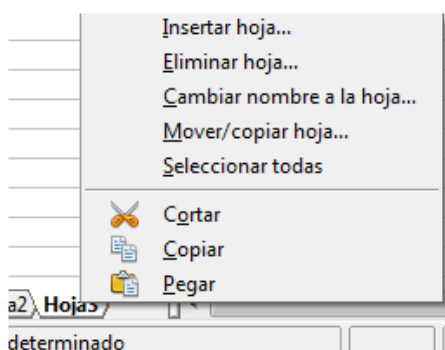 Insertar hoja...
Eliminar hoja...
Cambiar nombre a la hoja...
Mover/copiar hoja...
Seleccionar todas
Cortar
Copiar
Pegar
a2 Hoja3
determinado